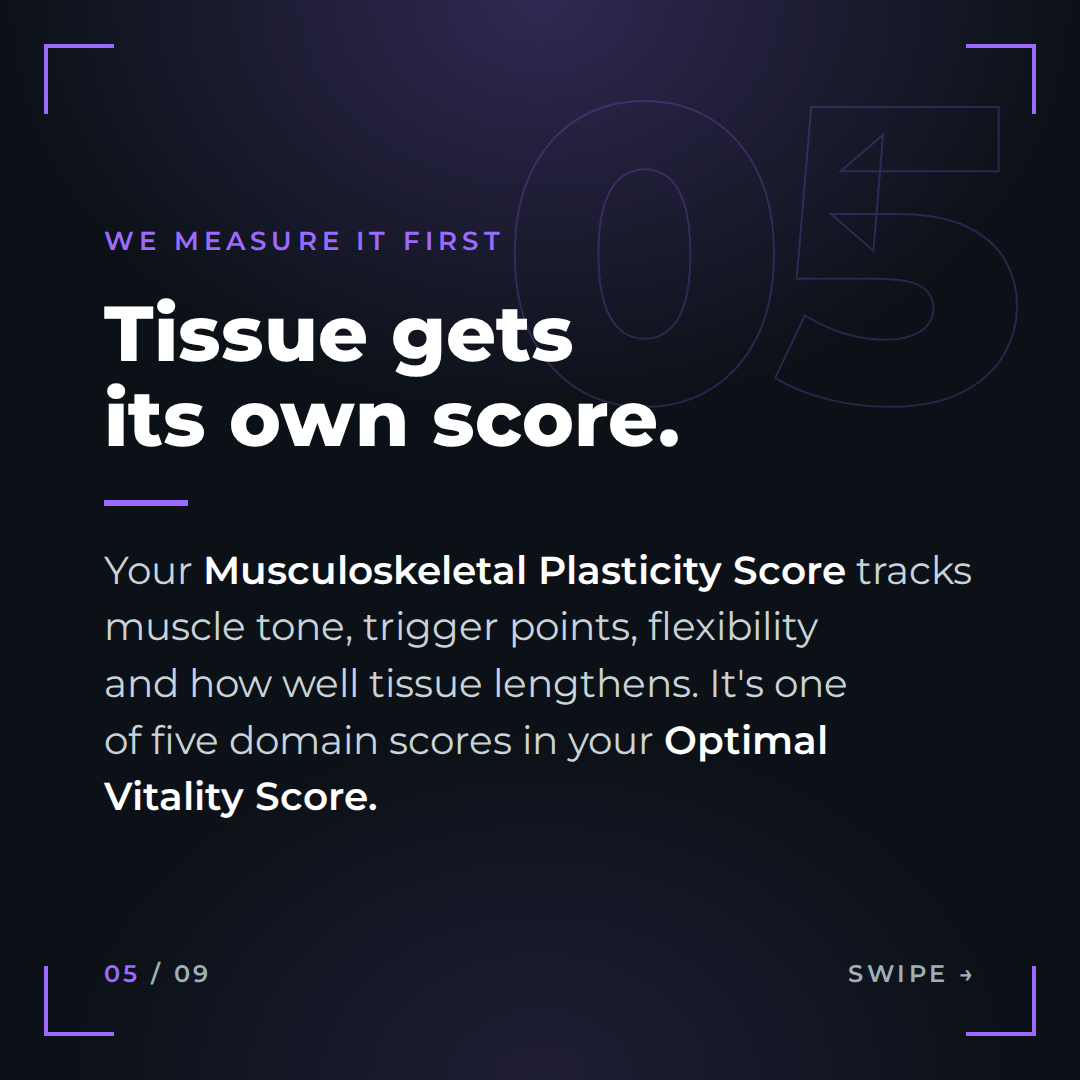 05
WE MEASURE IT FIRST
Tissue gets
its own score.
Your Musculoskeletal Plasticity Score tracks
muscle tone, trigger points, flexibility
and how well tissue lengthens. It's one
of five domain scores in your Optimal
Vitality Score.
05 / 09
SWIPE →